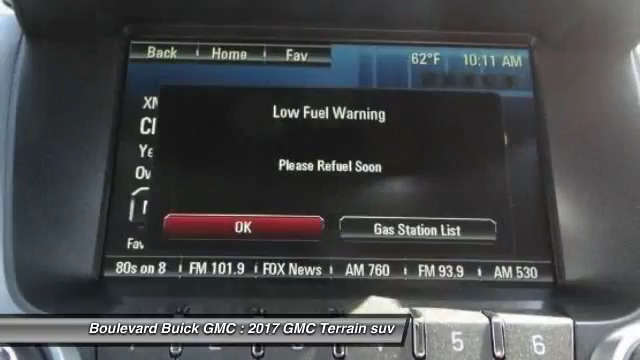 Back Home Fav 62°F 10:11 AM
Low Fuel Warning
Please Refuel Soon
OK Gas Station List
Fav
80s on 8 FM 101.9 FOX News AM 760 FM 93.9 AM 530
Boulevard Buick GMC : 2017 GMC Terrain suv
5 6